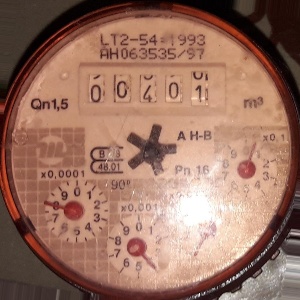 LT2-54:1993
AH063535/97
00401
Qn1,5
m³
A H-B
Pn 16
90°
x0,0001
x0,001
x0,1